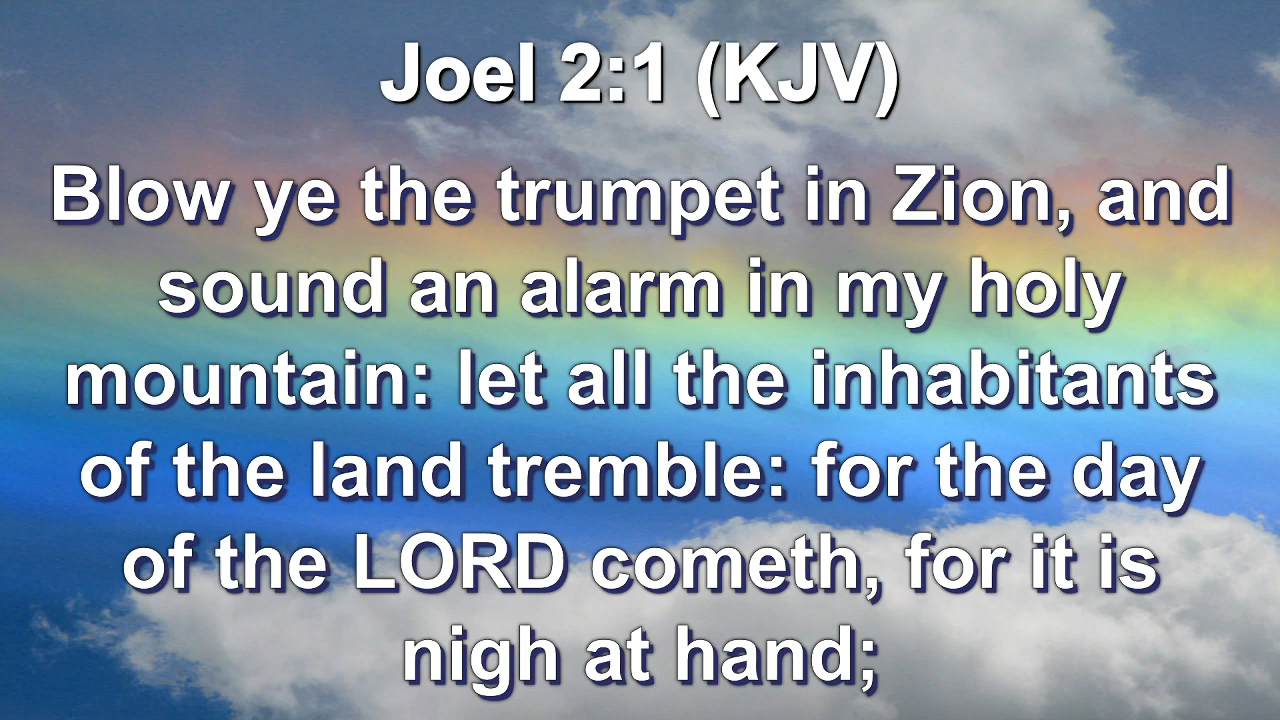 Joel 2:1 (KJV)
Blow ye the trumpet in Zion, and
sound an alarm in my holy
mountain: let all the inhabitants
of the land tremble: for the day
of the LORD cometh, for it is
nigh at hand;